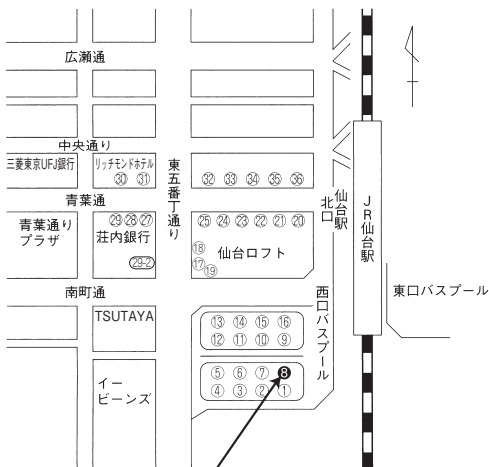 広瀬通
中央通り
三菱東京UFJ銀行
リッチモンドホテル
㉚ ㉛
東五番丁通り
㉜ ㉝ ㉞ ㉟ ㊱
仙台駅
北口
JR仙台駅
青葉通
青葉通り
プラザ
㉙ ㉘ ㉗
荘内銀行
㉙-2
㉕ ㉔ ㉓ ㉒ ㉑ ⑳
⑱
⑰
⑲
仙台ロフト
南町通
西口バスプール
東口バスプール
TSUTAYA
⑬ ⑭ ⑮ ⑯
⑫ ⑪ ⑩ ⑨
イー
ビーンズ
⑤ ⑥ ⑦ ❽
④ ③ ② ①